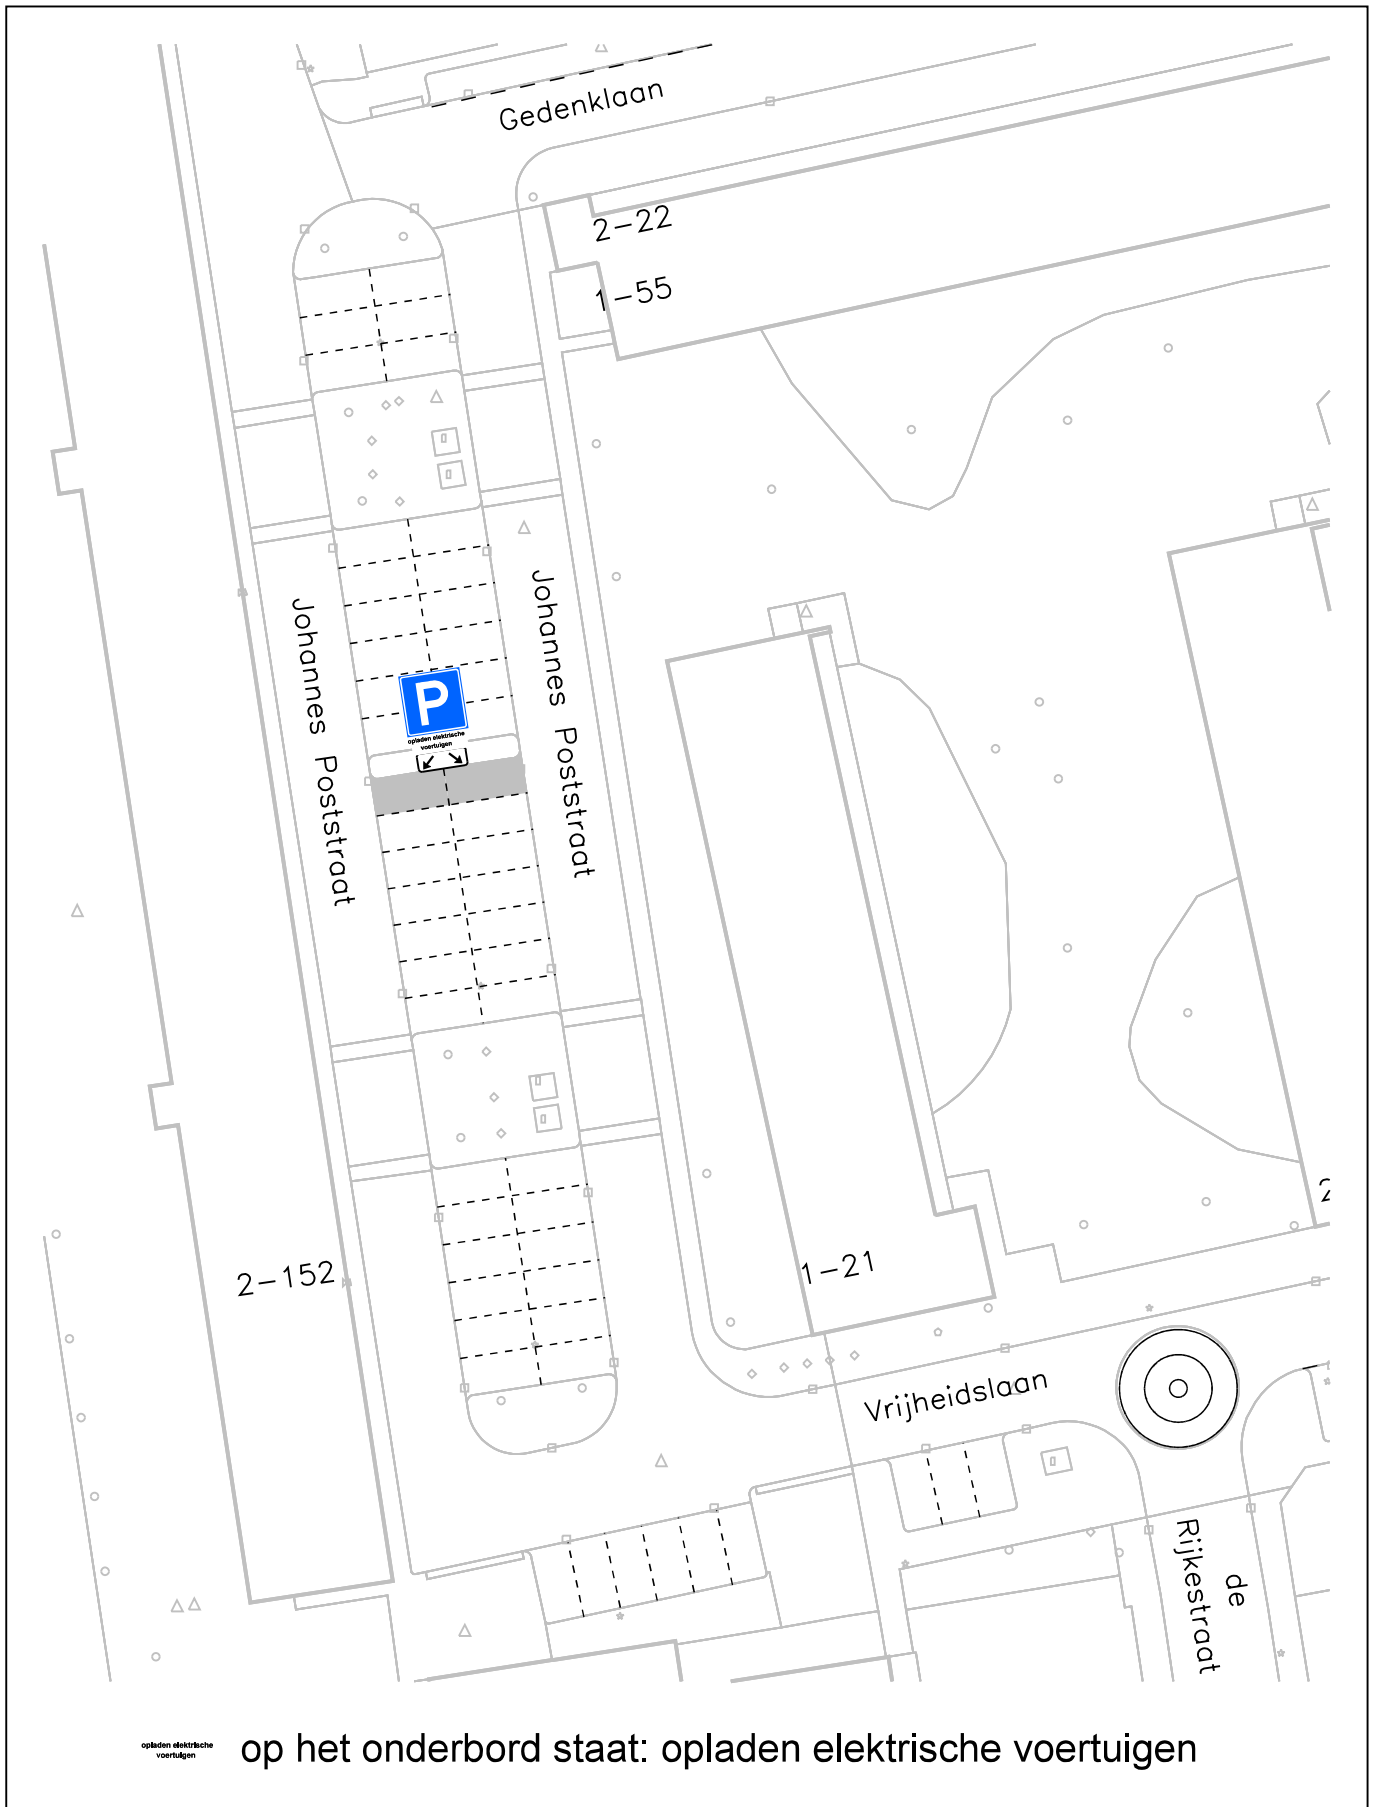 Gedenklaan
2-22
1-55
Johannes Poststraat
Johannes Poststraat
P
opladen elektrische
voertuigen
2-152
1-21
2
Vrijheidslaan
de
Rijkestraat
opladen elektrische
voertuigen
op het onderbord staat: opladen elektrische voertuigen